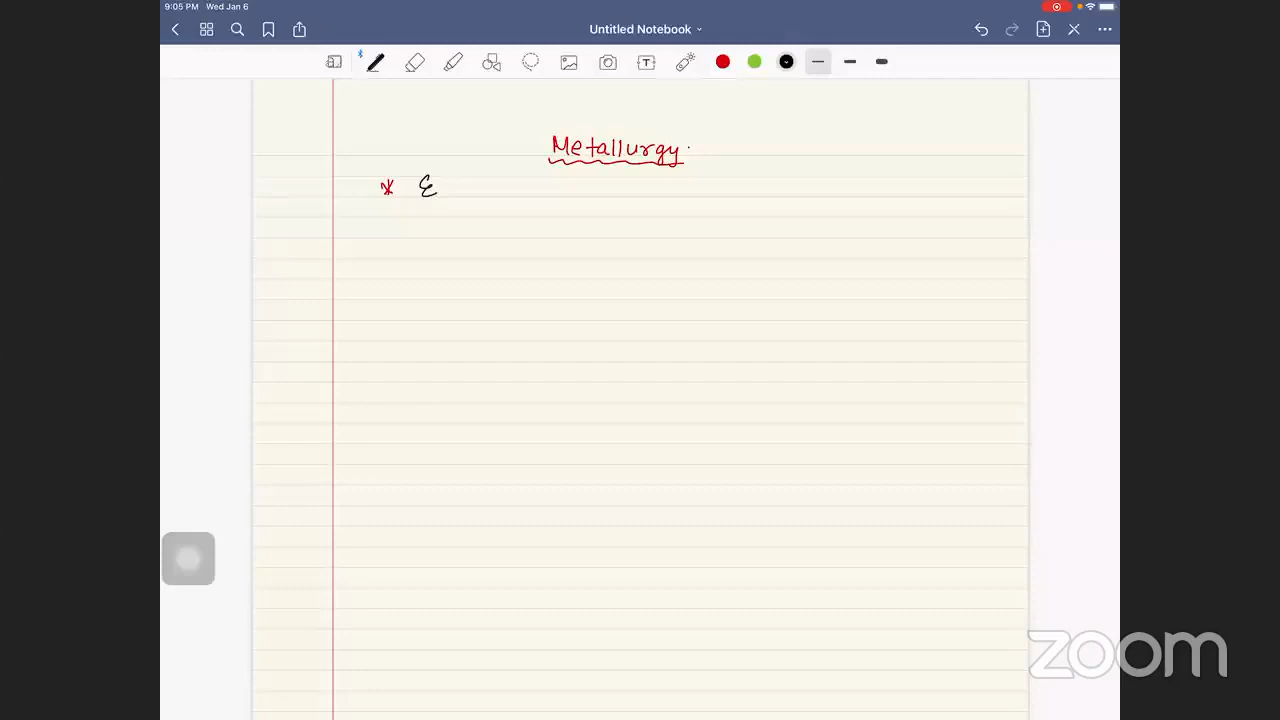 9:05 PM Wed Jan 6
Untitled Notebook
T
Metallurgy.
* E
zoom